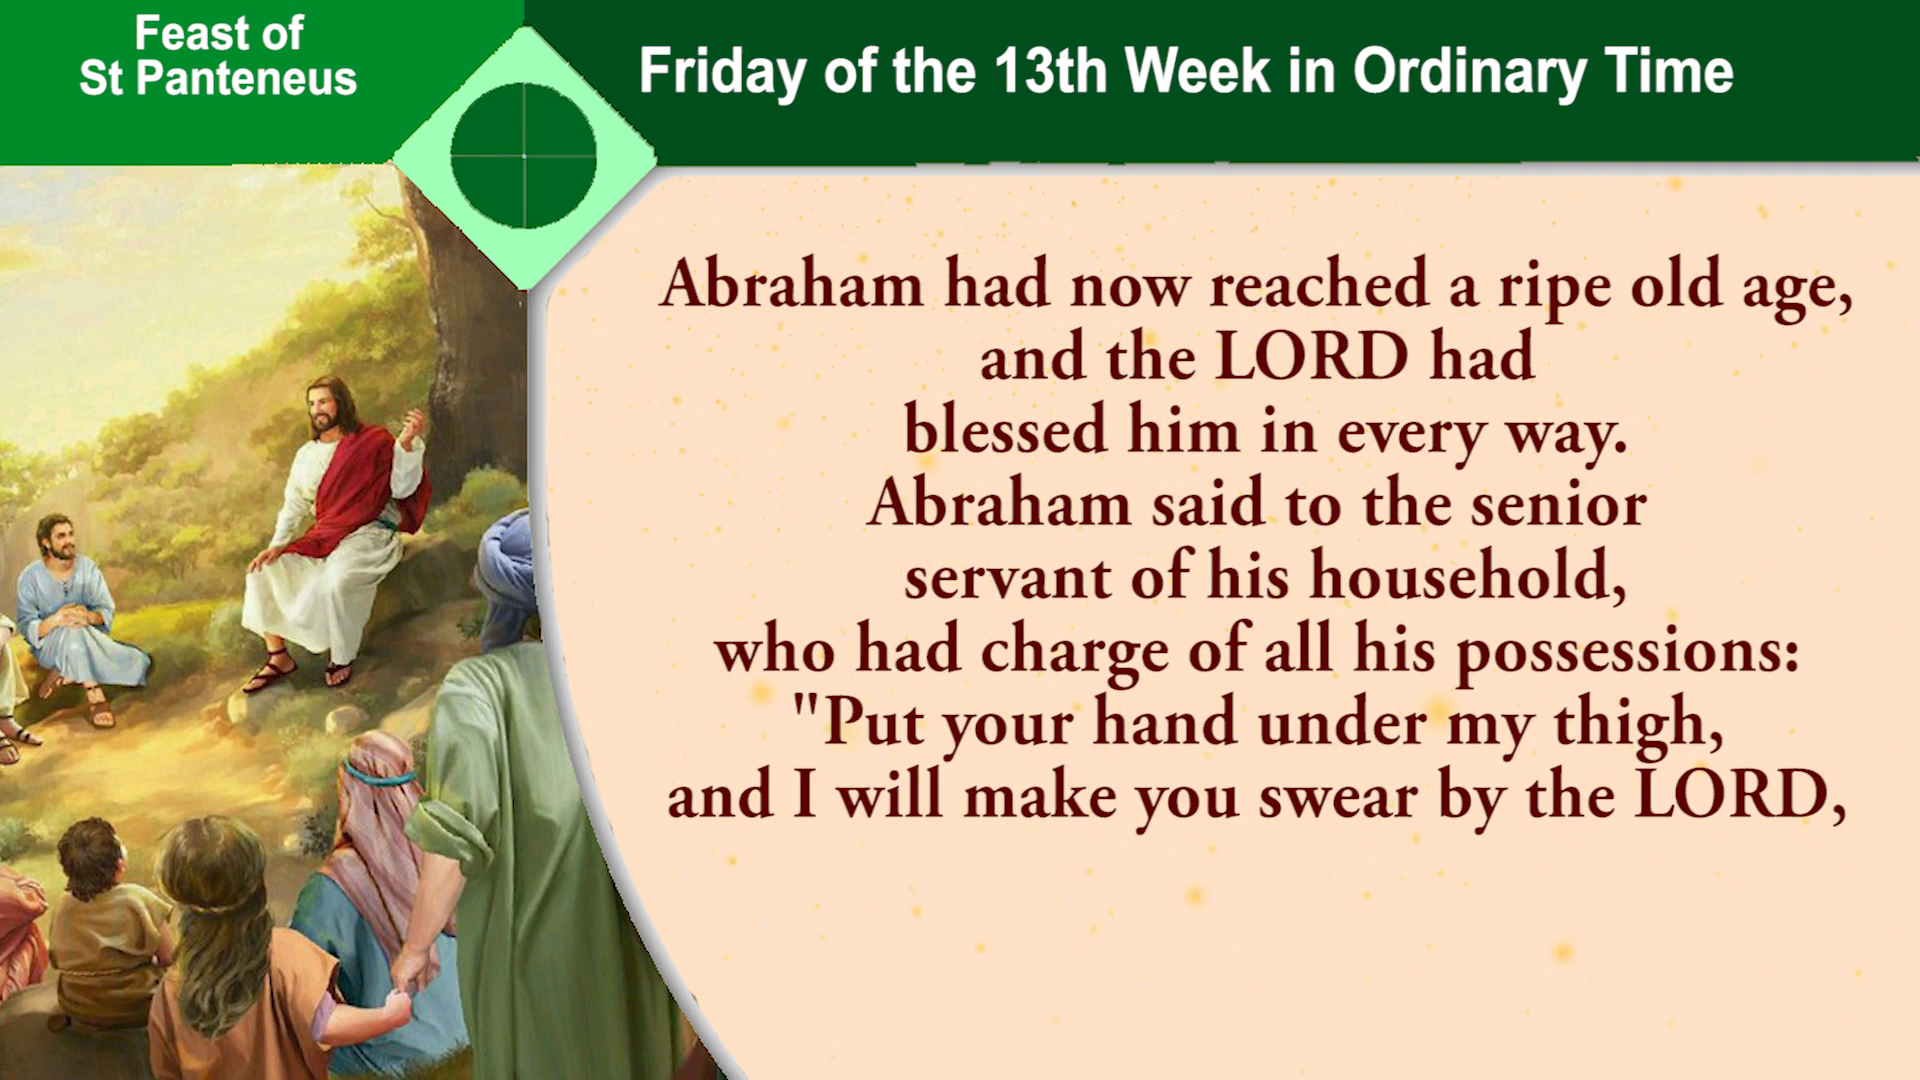 Feast of
St Panteneus
Friday of the 13th Week in Ordinary Time
Abraham had now reached a ripe old age,
and the LORD had
blessed him in every way.
Abraham said to the senior
servant of his household,
who had charge of all his possessions:
"Put your hand under my thigh,
and I will make you swear by the LORD,